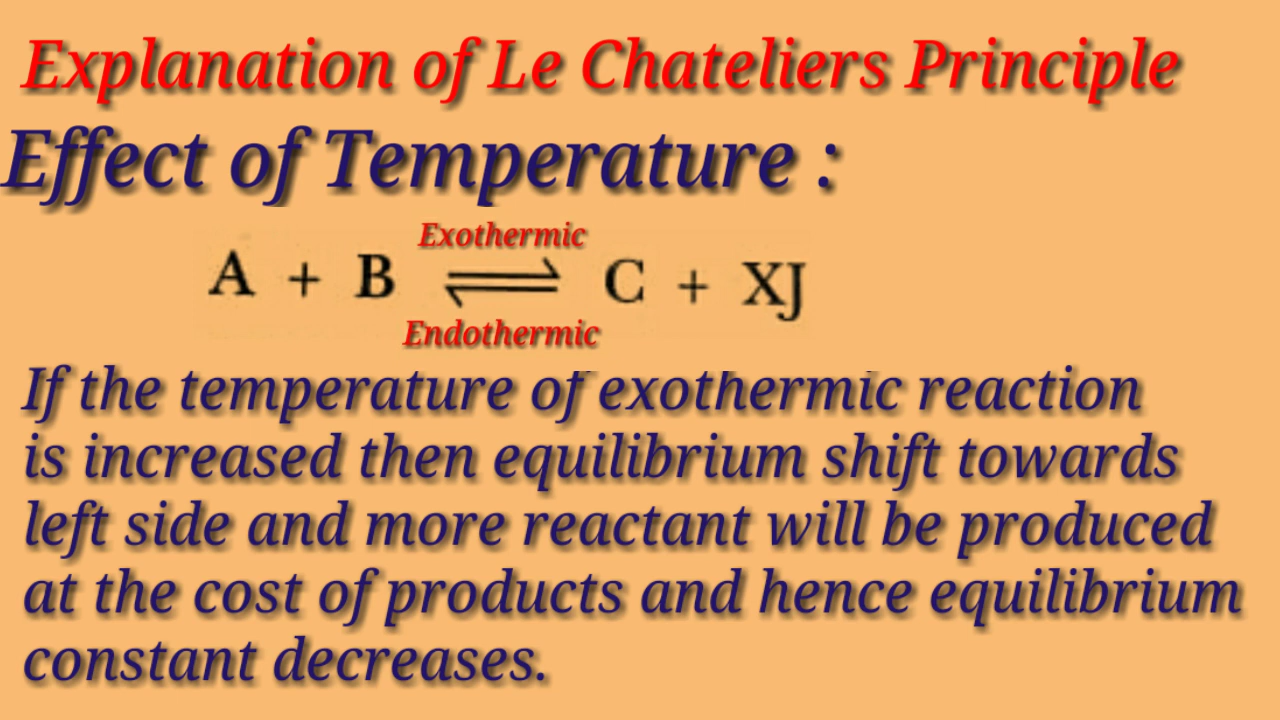 Explanation of Le Chateliers Principle
Effect of Temperature :
Exothermic
A + B ⇌ C + XJ
Endothermic
If the temperature of exothermic reaction
is increased then equilibrium shift towards
left side and more reactant will be produced
at the cost of products and hence equilibrium
constant decreases.